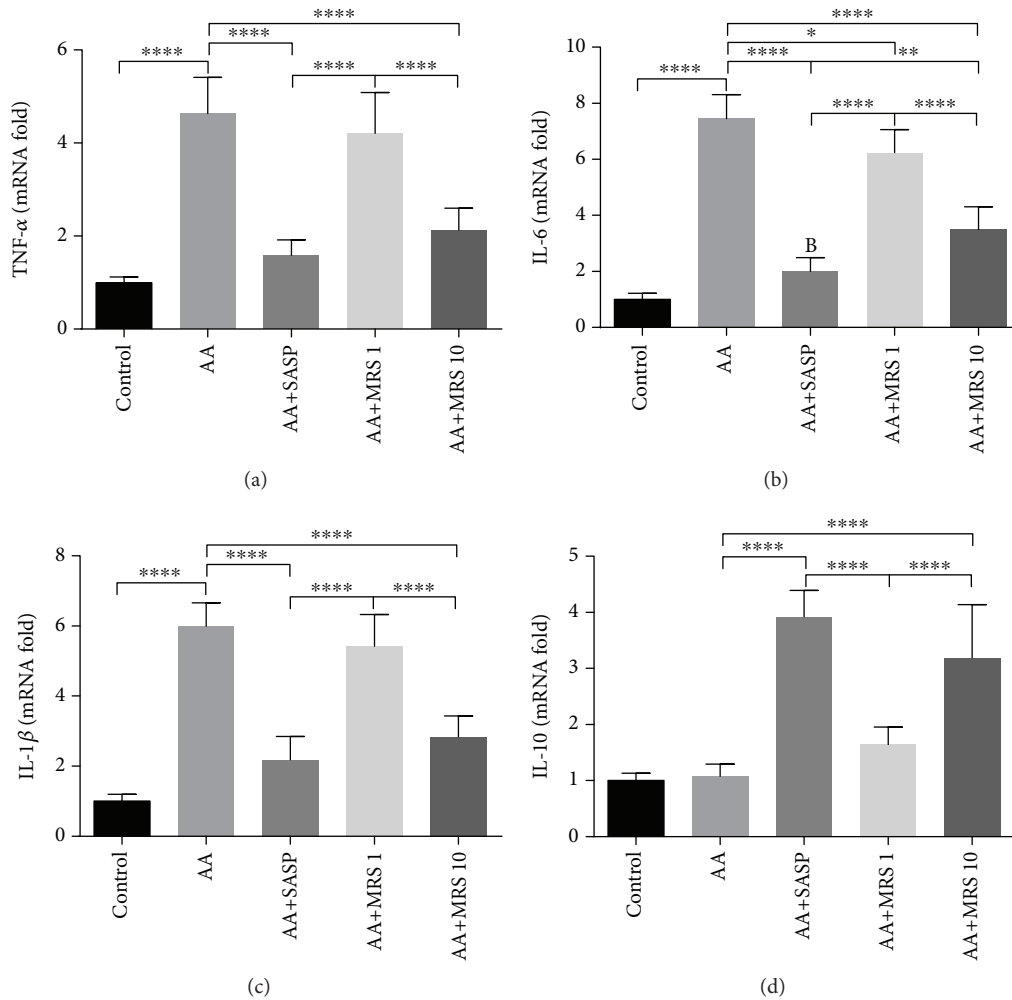 ****
**** ****
**** ****
TNF-α (mRNA fold)
6
4
2
0
Control
AA
AA+SASP
AA+MRS 1
AA+MRS 10
(a)
****
*
**** **
****
**** ****
B
IL-6 (mRNA fold)
10
8
6
4
2
0
Control
AA
AA+SASP
AA+MRS 1
AA+MRS 10
(b)
****
****
**** **** ****
IL-1β (mRNA fold)
8
6
4
2
0
Control
AA
AA+SASP
AA+MRS 1
AA+MRS 10
(c)
****
****
**** ****
IL-10 (mRNA fold)
5
4
3
2
1
0
Control
AA
AA+SASP
AA+MRS 1
AA+MRS 10
(d)